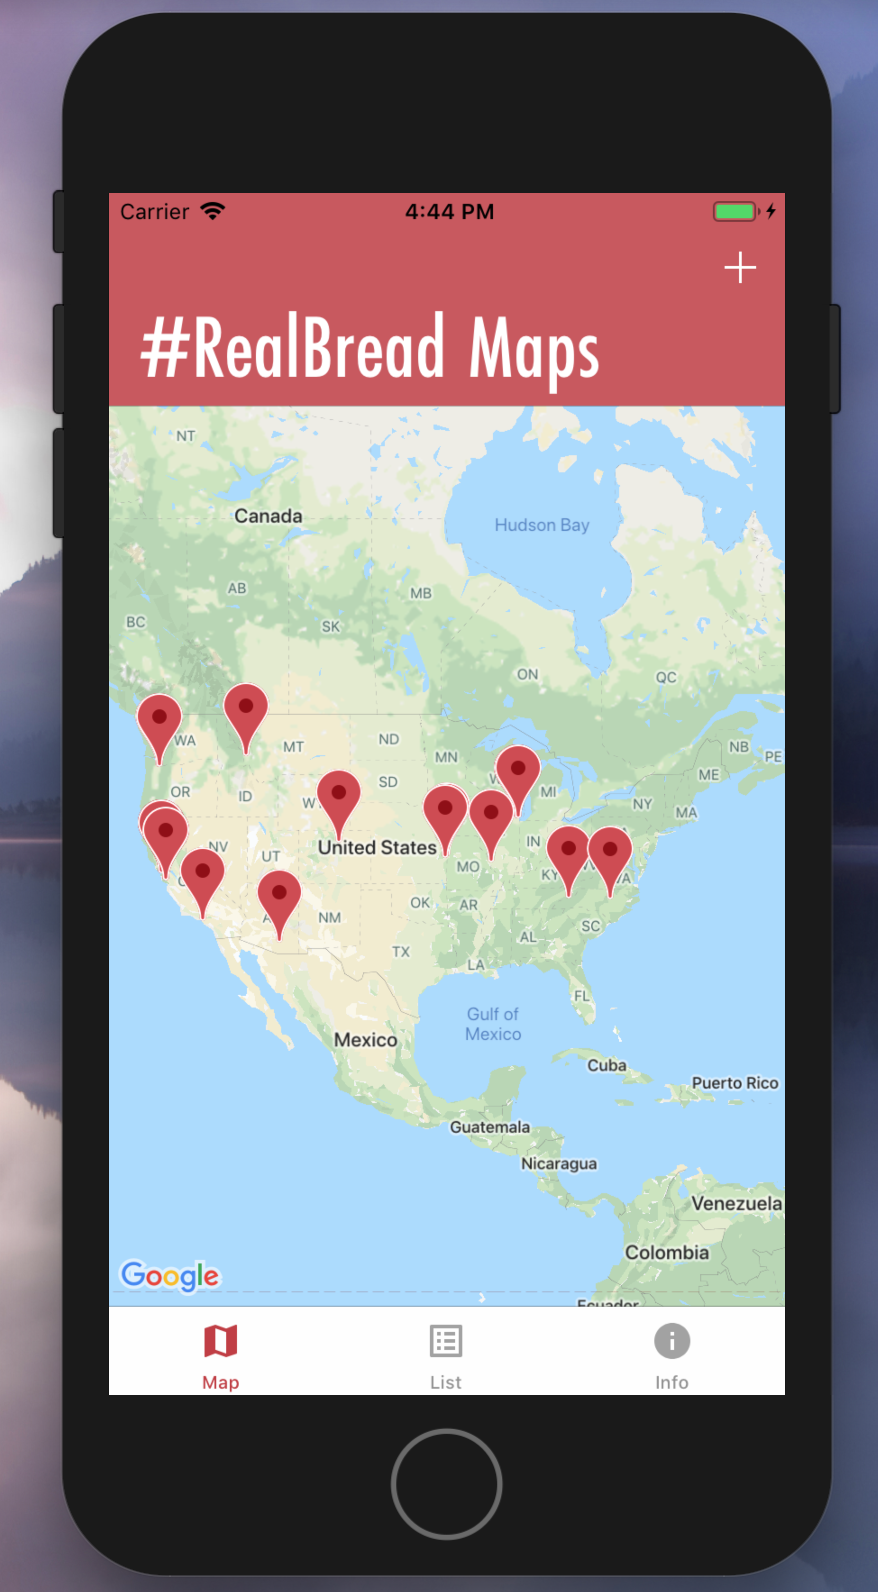 Carrier 4:44 PM
#RealBread Maps
NT
Canada
Hudson Bay
AB
MB
BC
SK
ON
QC
WA
MT
ND
MN
NB
PE
ME
OR
ID
SD
MI
NY
MA
NV
UT
United States
IN
MO
KY
NM
OK
AR
SC
TX
AL
LA
FL
Gulf of
Mexico
Mexico
Cuba
Puerto Rico
Guatemala
Nicaragua
Venezuela
Colombia
Ecuador
Google
Map List Info